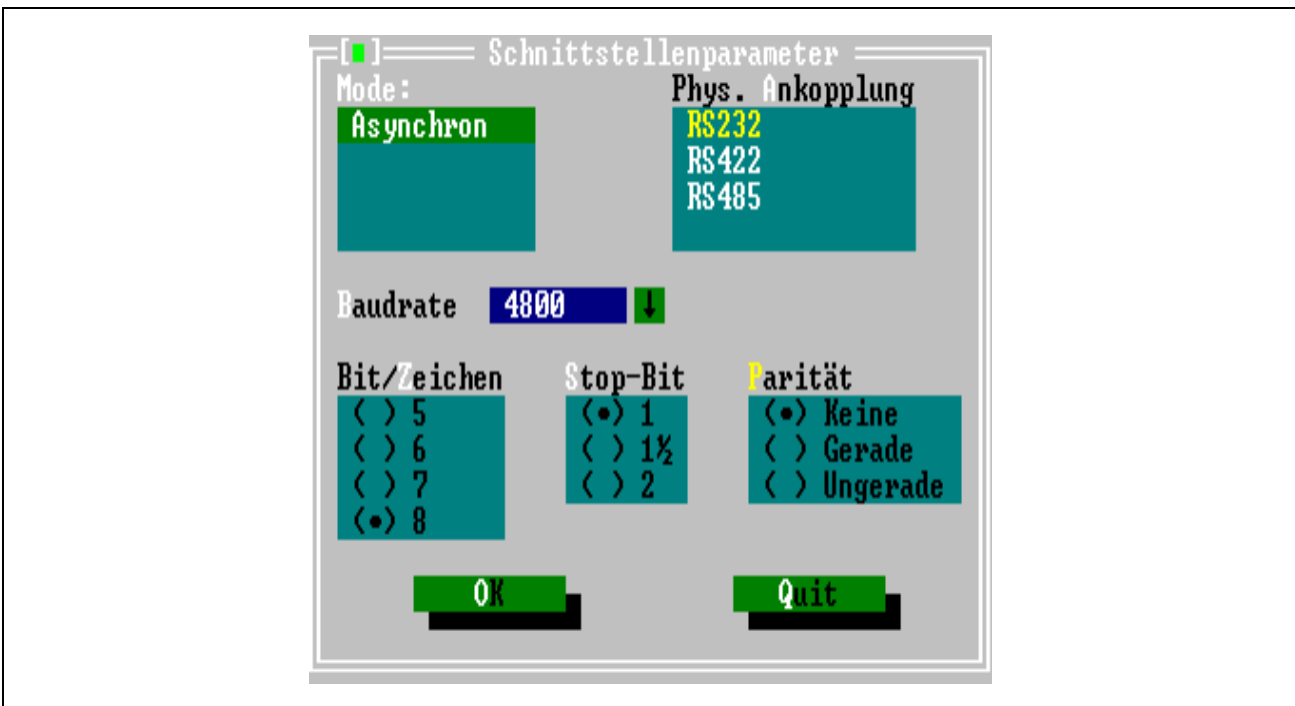 [■] Schnittstellenparameter
Mode:
Asynchron
Phys. Ankopplung
RS232
RS422
RS485
Baudrate 4800 ↓
Bit/Zeichen
( ) 5
( ) 6
( ) 7
(•) 8
Stop-Bit
(•) 1
( ) 1½
( ) 2
Parität
(•) Keine
( ) Gerade
( ) Ungerade
OK
Quit